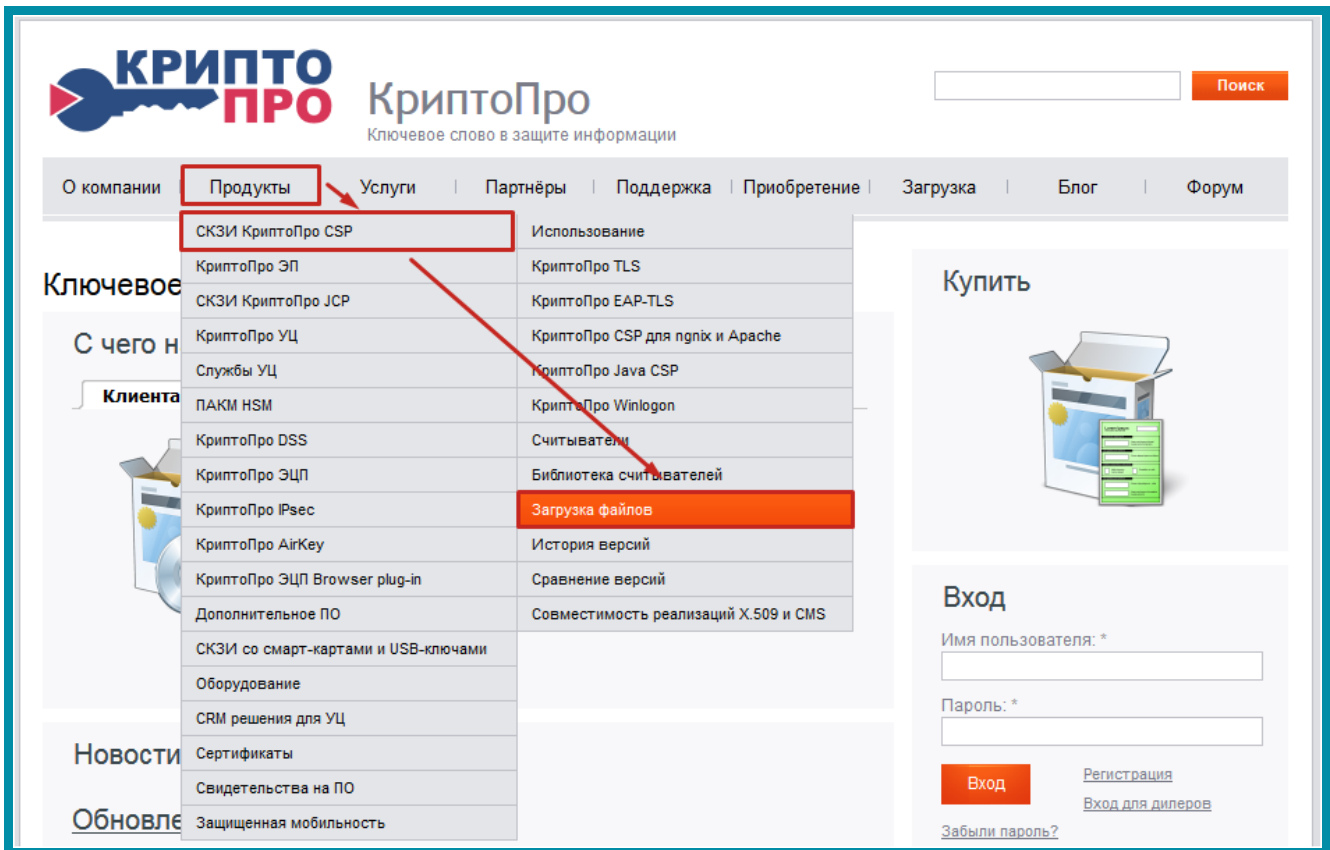 КРИПТО
ПРО
КриптоПро
Ключевое слово в защите информации
Поиск
О компании
Продукты
Услуги
Партнёры
Поддержка
Приобретение
Загрузка
Блог
Форум
СКЗИ КриптоПро CSP
КриптоПро ЭП
СКЗИ КриптоПро JCP
КриптоПро УЦ
Службы УЦ
ПАКМ HSM
КриптоПро DSS
КриптоПро ЭЦП
КриптоПро IPsec
КриптоПро AirKey
КриптоПро ЭЦП Browser plug-in
Дополнительное ПО
СКЗИ со смарт-картами и USB-ключами
Оборудование
CRM решения для УЦ
Сертификаты
Свидетельства на ПО
Защищенная мобильность
Использование
КриптоПро TLS
КриптоПро EAP-TLS
КриптоПро CSP для ngnix и Apache
КриптоПро Java CSP
КриптоПро Winlogon
Считыватели
Библиотека считывателей
Загрузка файлов
История версий
Сравнение версий
Совместимость реализаций X.509 и CMS
Ключевое
С чего н
Клиента
Новости
Обновле
Купить
Вход
Имя пользователя: *
Пароль: *
Вход
Регистрация
Вход для дилеров
Забыли пароль?